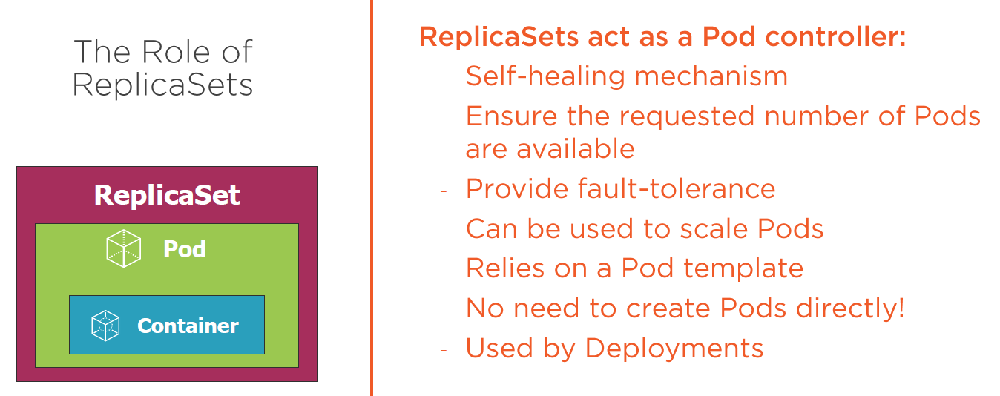 The Role of
ReplicaSets
ReplicaSet
Pod
Container
ReplicaSets act as a Pod controller:
- Self-healing mechanism
- Ensure the requested number of Pods
are available
- Provide fault-tolerance
- Can be used to scale Pods
- Relies on a Pod template
- No need to create Pods directly!
- Used by Deployments